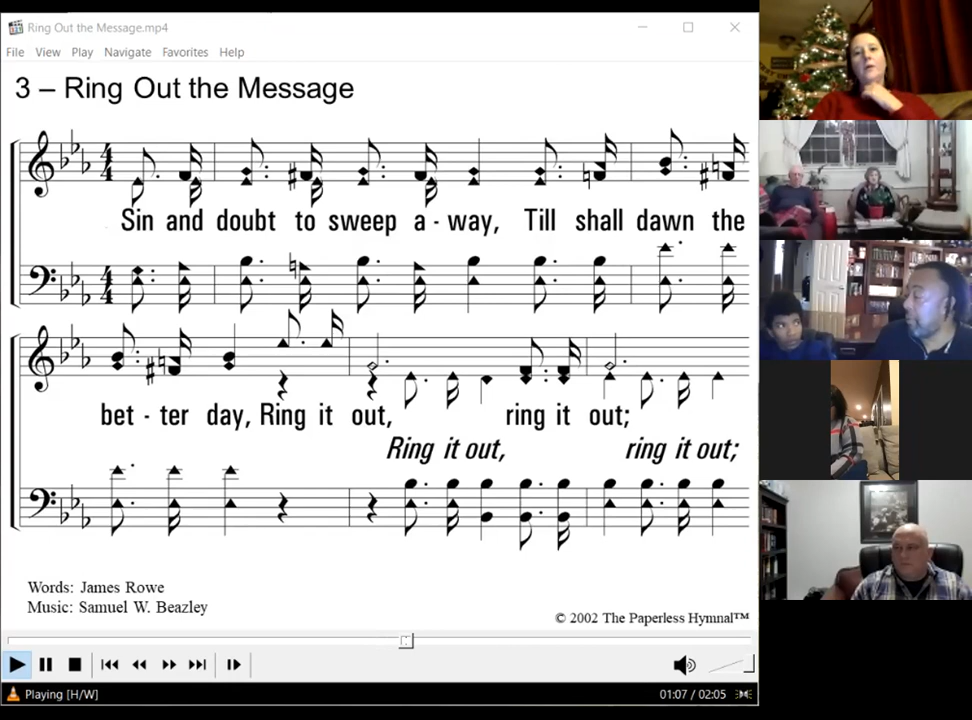 Ring Out the Message.mp4
File View Play Navigate Favorites Help
3 – Ring Out the Message
Sin and doubt to sweep a - way, Till shall dawn the
bet - ter day, Ring it out, ring it out;
Ring it out, ring it out;
Words: James Rowe
Music: Samuel W. Beazley
© 2002 The Paperless Hymnal™
Playing [H/W]
01:07 / 02:05